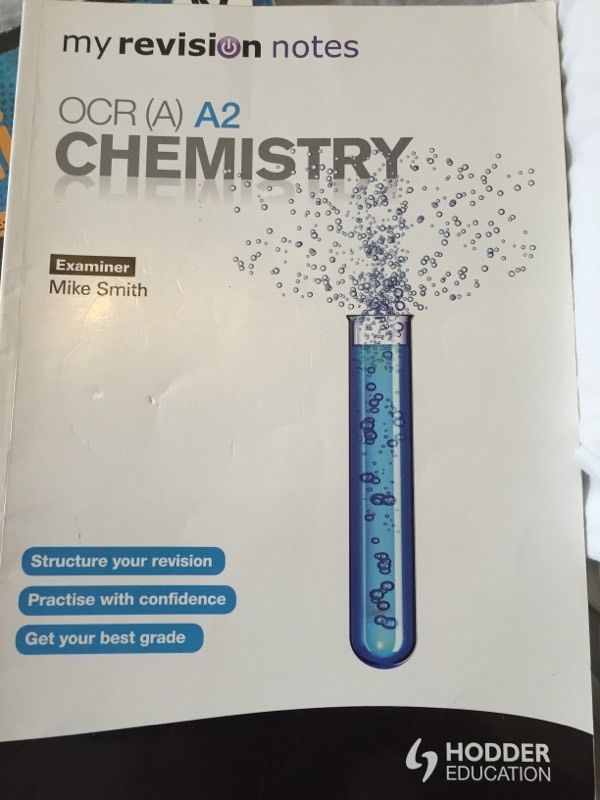 my revision notes
OCR (A) A2
CHEMISTRY
Examiner
Mike Smith
Structure your revision
Practise with confidence
Get your best grade
HODDER
EDUCATION